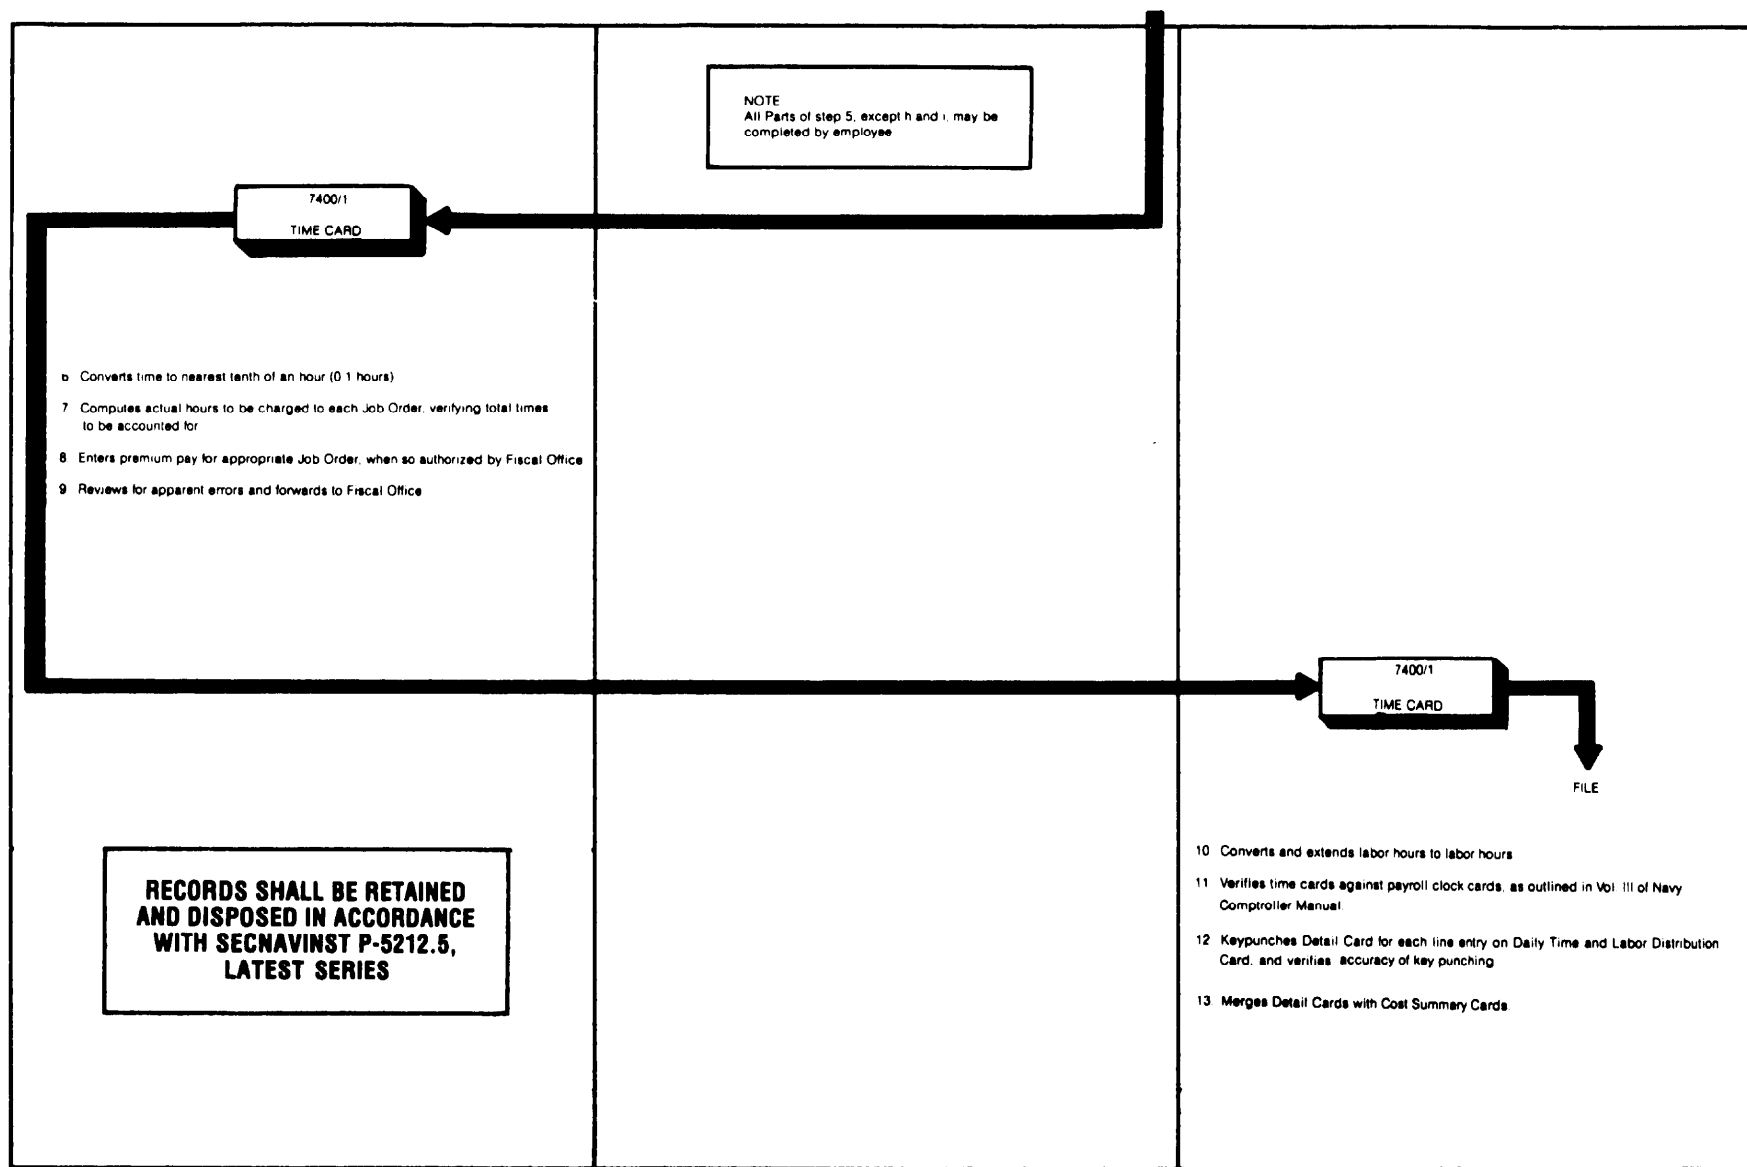 NOTE
All Parts of step 5, except h and i, may be
completed by employee
7400/1
TIME CARD
6 Converts time to nearest tenth of an hour (0 1 hours)
7 Computes actual hours to be charged to each Job Order, verifying total times
to be accounted for
8 Enters premium pay for appropriate Job Order, when so authorized by Fiscal Office
9 Reviews for apparent errors and forwards to Fiscal Office
7400/1
TIME CARD
FILE
RECORDS SHALL BE RETAINED
AND DISPOSED IN ACCORDANCE
WITH SECNAVINST P-5212.5,
LATEST SERIES
10 Converts and extends labor hours to labor hours
11 Verifies time cards against payroll clock cards, as outlined in Vol. III of Navy
Comptroller Manual.
12 Keypunches Detail Card for each line entry on Daily Time and Labor Distribution
Card, and verifies accuracy of key punching
13 Merges Detail Cards with Cost Summary Cards